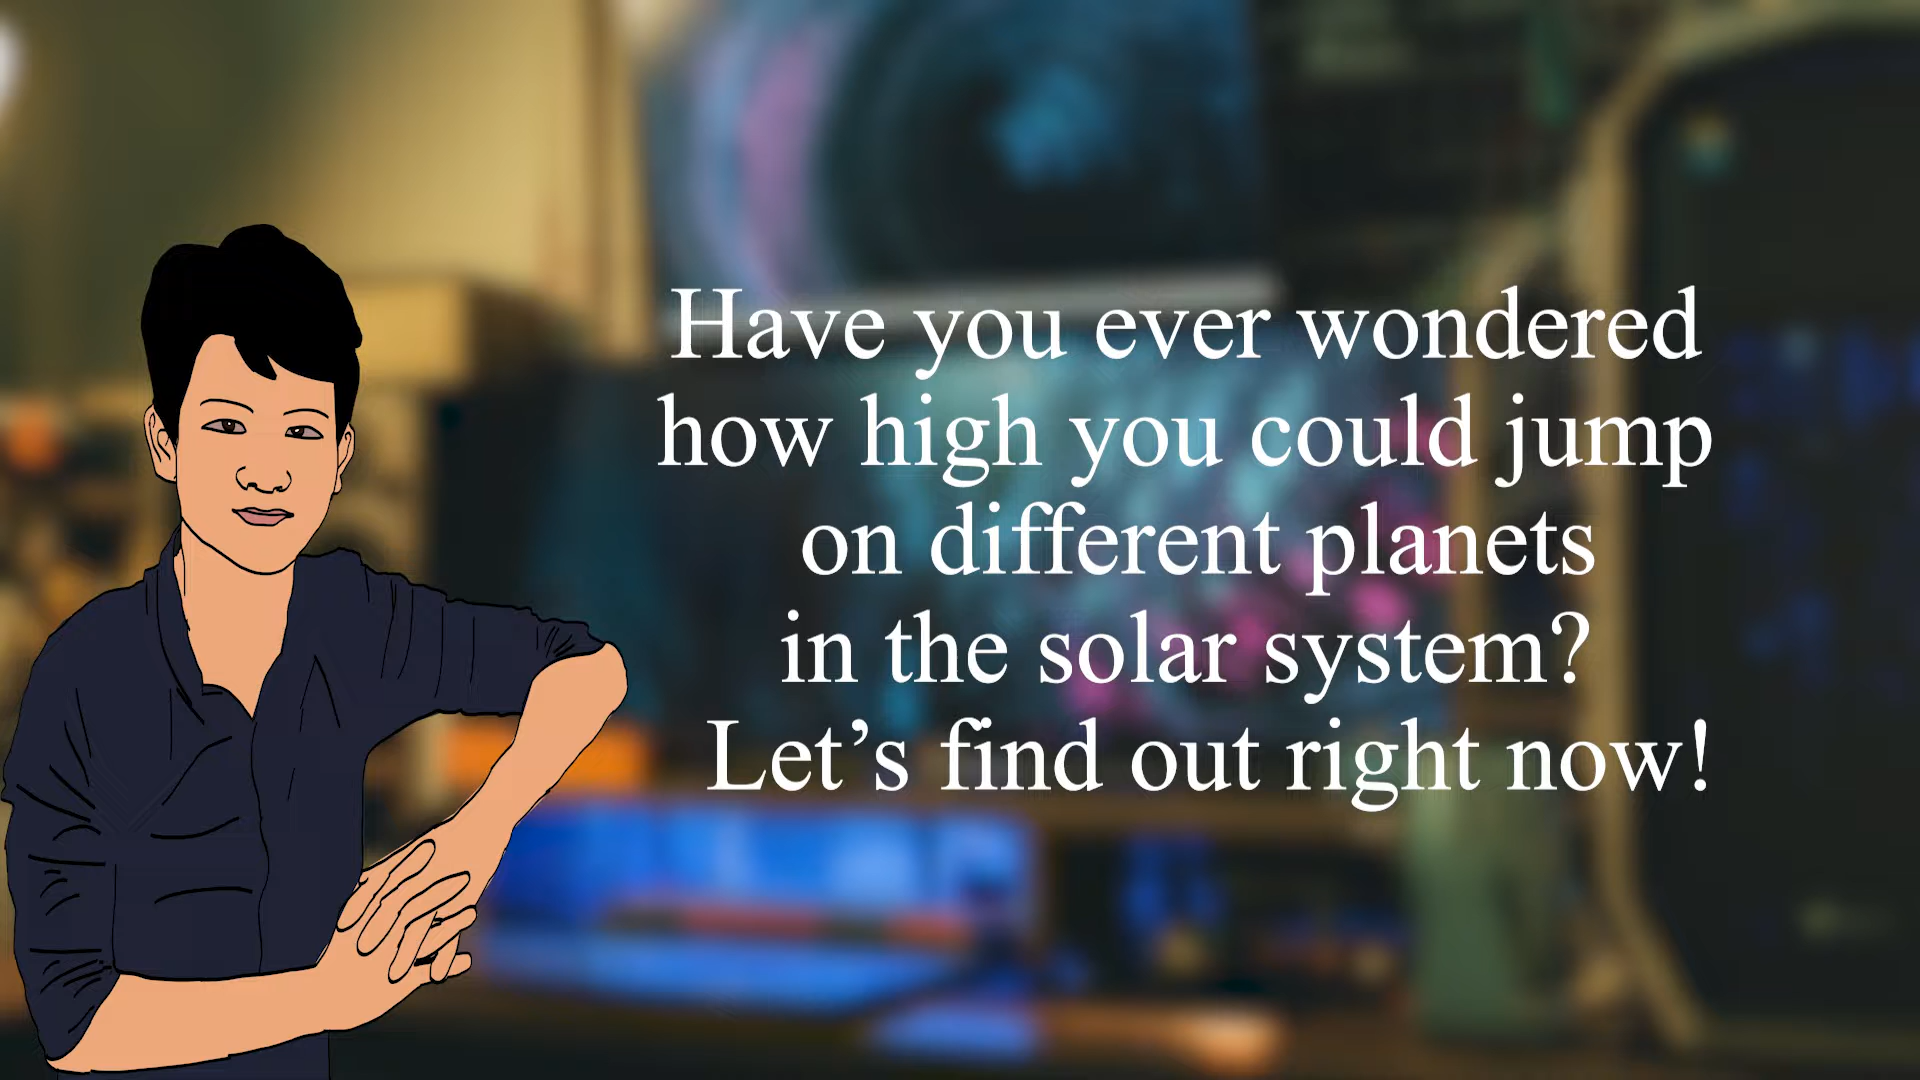 Have you ever wondered
how high you could jump
on different planets
in the solar system?
Let’s find out right now!